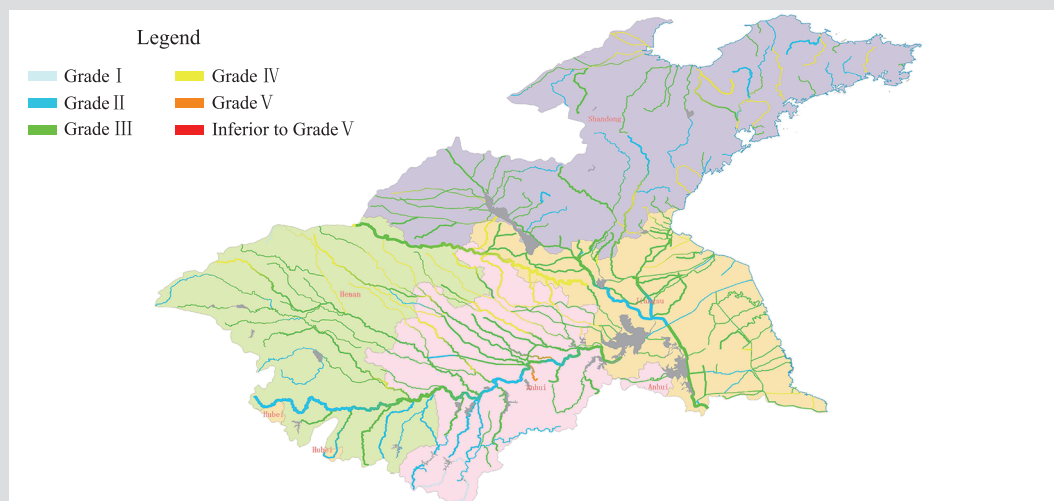 Legend
Grade Ⅰ
Grade Ⅱ
Grade Ⅲ
Grade Ⅳ
Grade Ⅴ
Inferior to Grade Ⅴ
Shandong
Henan
Jiangsu
Anhui
Anhui
Hubei
Hubei